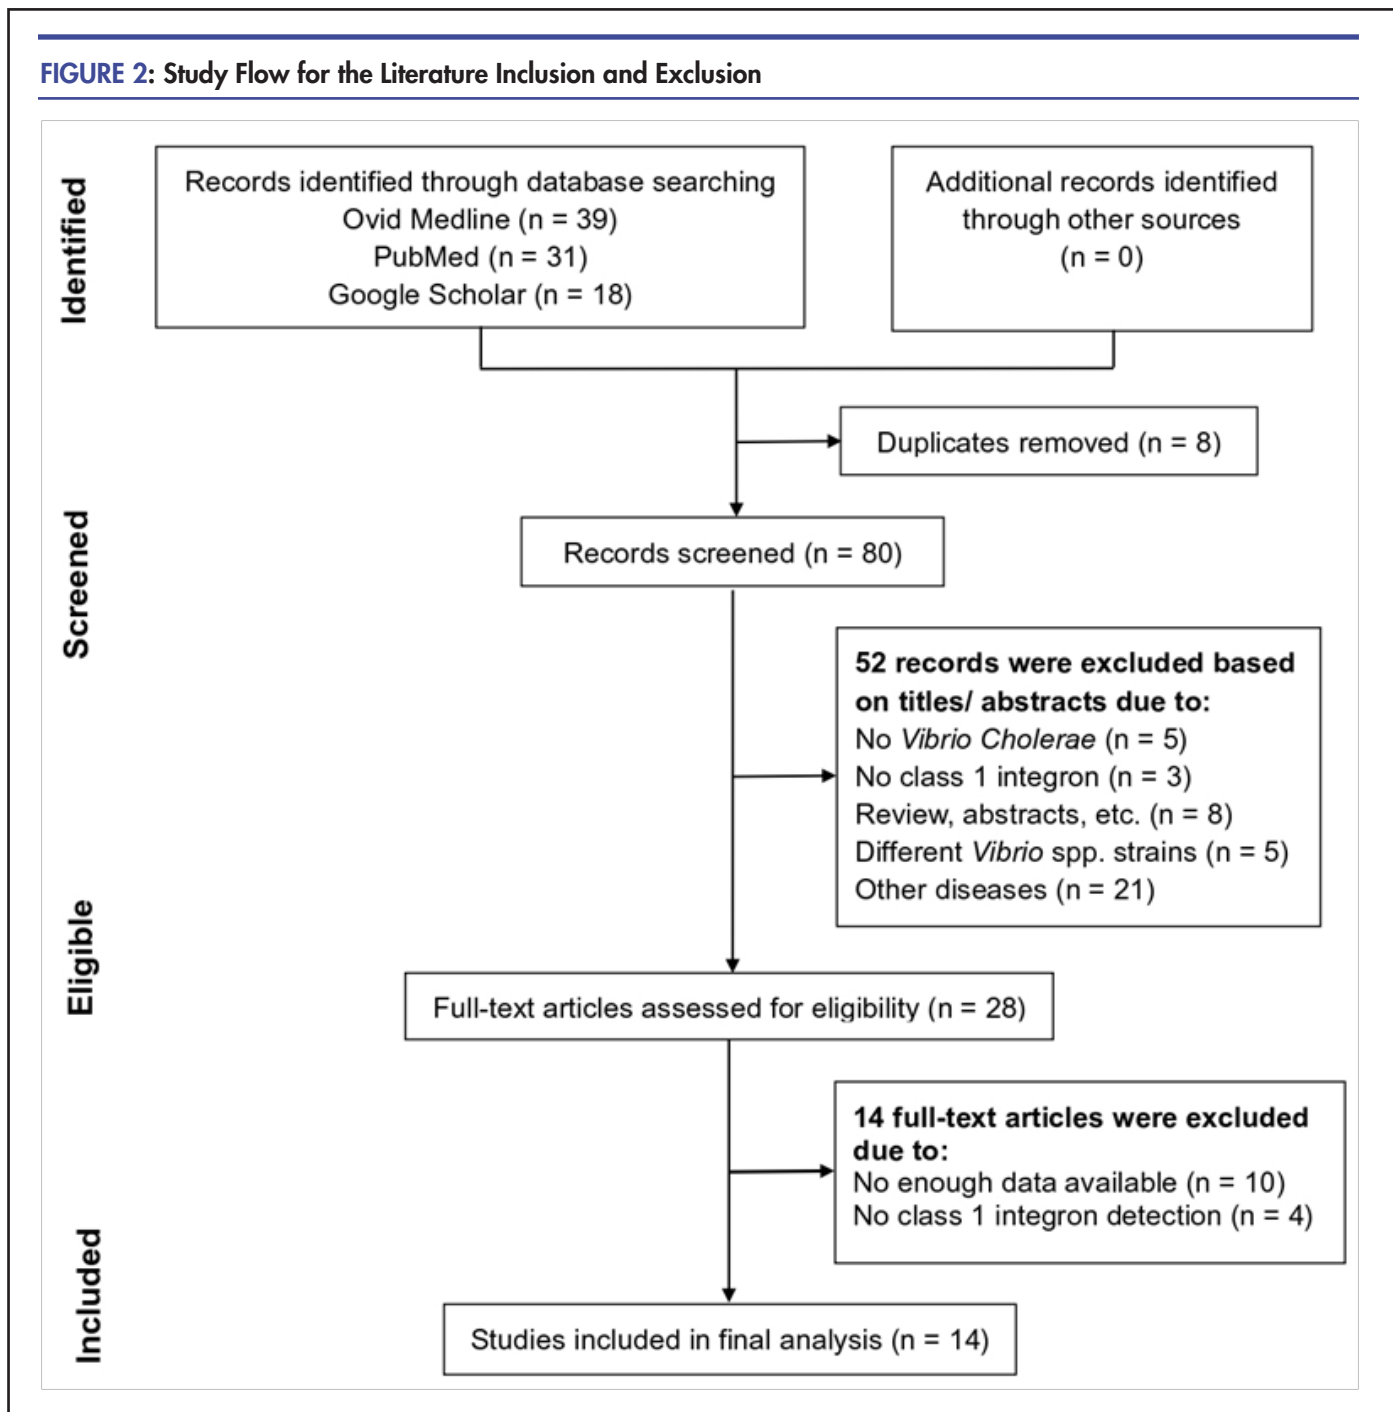 FIGURE 2: Study Flow for the Literature Inclusion and Exclusion
Identified
Records identified through database searching
Ovid Medline (n = 39)
PubMed (n = 31)
Google Scholar (n = 18)
Additional records identified
through other sources
(n = 0)
Duplicates removed (n = 8)
Screened
Records screened (n = 80)
52 records were excluded based
on titles/ abstracts due to:
No Vibrio Cholerae (n = 5)
No class 1 integron (n = 3)
Review, abstracts, etc. (n = 8)
Different Vibrio spp. strains (n = 5)
Other diseases (n = 21)
Eligible
Full-text articles assessed for eligibility (n = 28)
14 full-text articles were excluded
due to:
No enough data available (n = 10)
No class 1 integron detection (n = 4)
Included
Studies included in final analysis (n = 14)